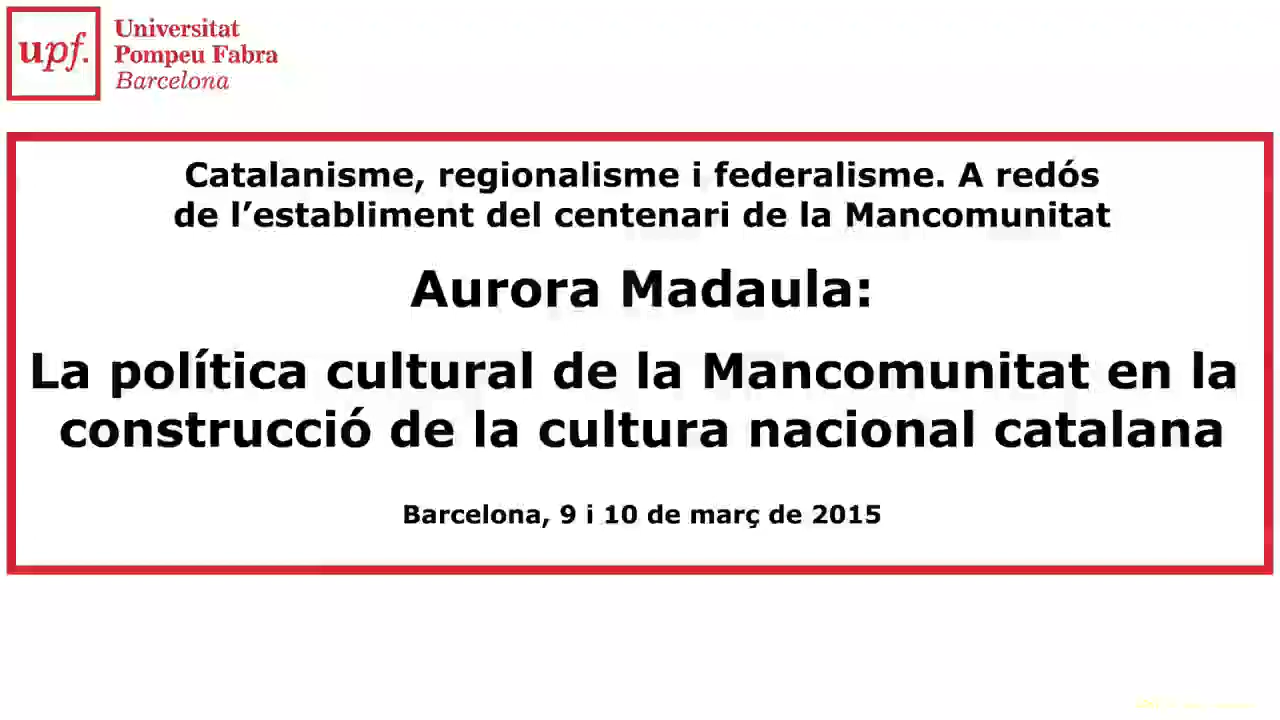 upf.
Universitat
Pompeu Fabra
Barcelona
Catalanisme, regionalisme i federalisme. A redós
de l’establiment del centenari de la Mancomunitat
Aurora Madaula:
La política cultural de la Mancomunitat en la
construcció de la cultura nacional catalana
Barcelona, 9 i 10 de març de 2015